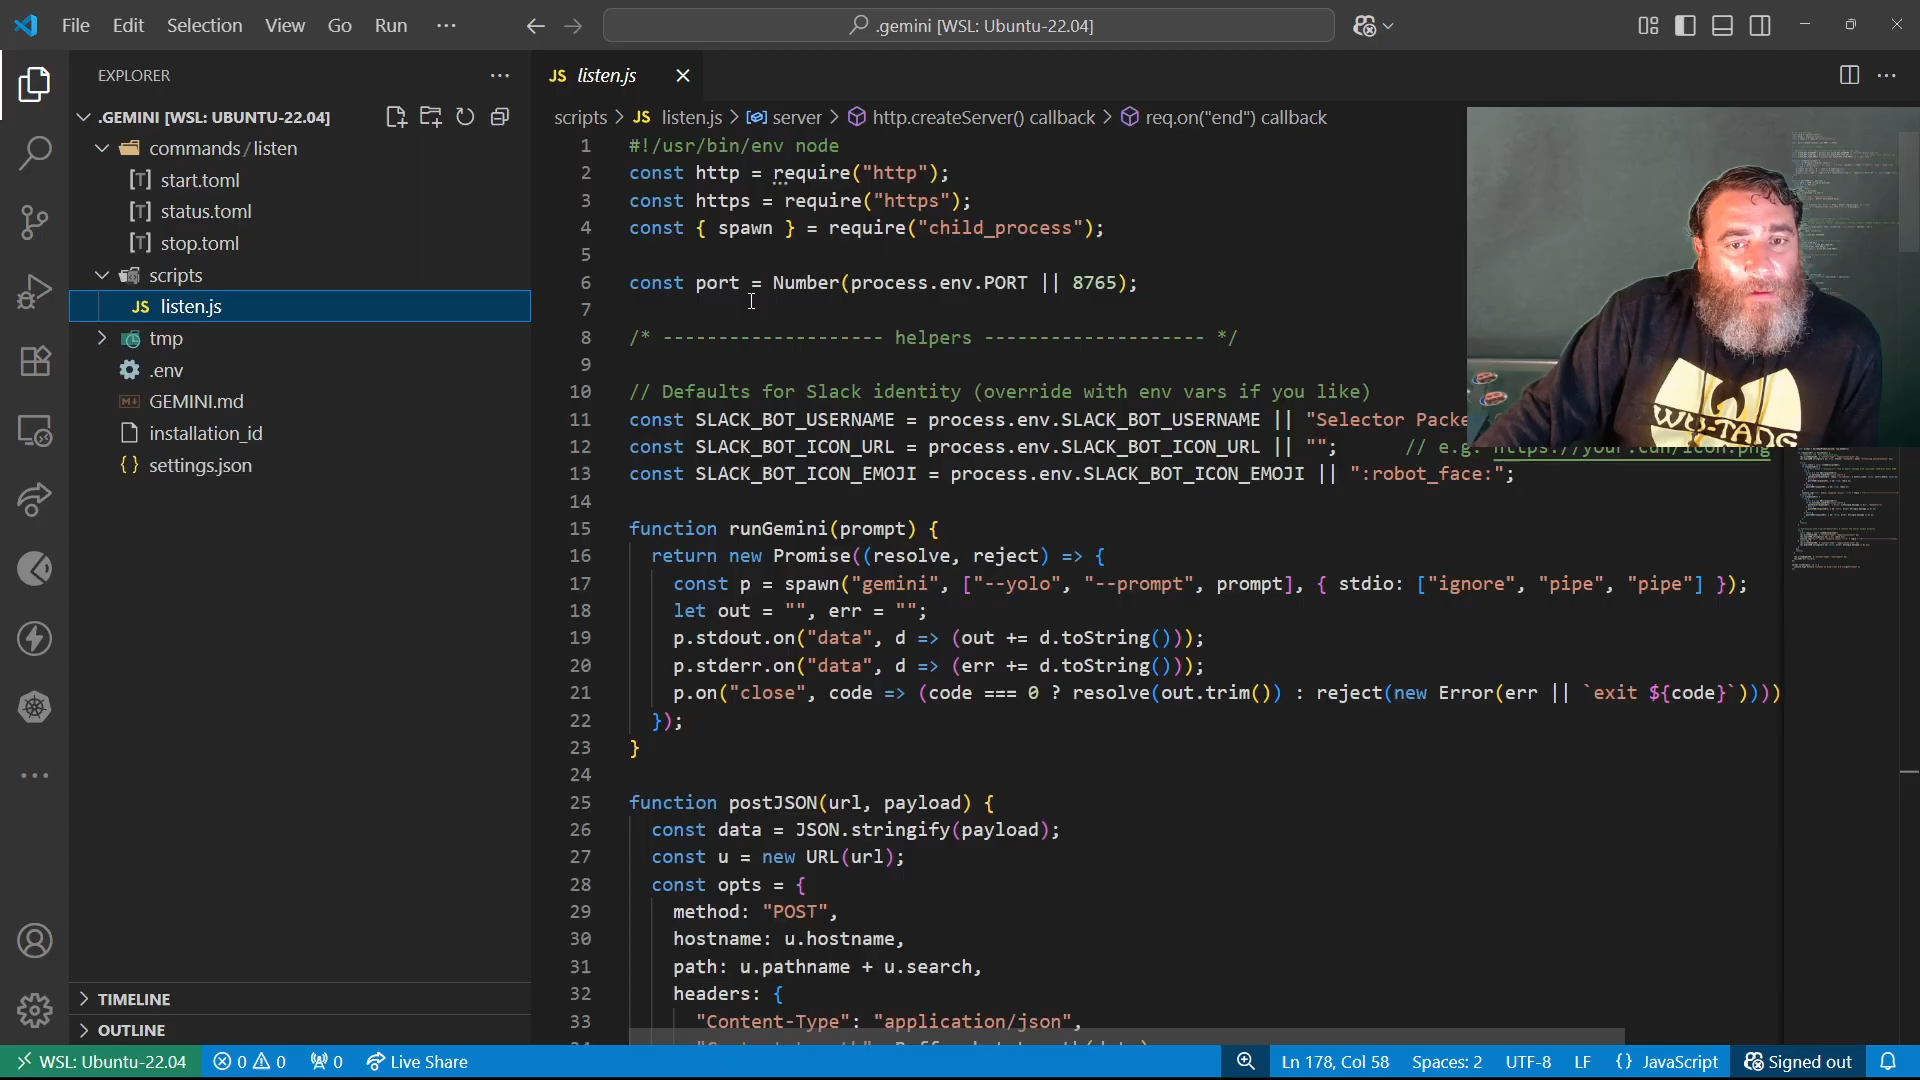 File Edit Selection View Go Run ···
.gemini [WSL: Ubuntu-22.04]
EXPLORER
.GEMINI [WSL: UBUNTU-22.04]
commands / listen
[T] start.toml
[T] status.toml
[T] stop.toml
scripts
JS listen.js
tmp
.env
GEMINI.md
installation_id
{} settings.json
TIMELINE
OUTLINE
JS listen.js
scripts > JS listen.js > server > http.createServer() callback > req.on("end") callback
1 #!/usr/bin/env node
2 const http = require("http");
3 const https = require("https");
4 const { spawn } = require("child_process");
5
6 const port = Number(process.env.PORT || 8765);
7
8 /* -------------------- helpers -------------------- */
9
10 // Defaults for Slack identity (override with env vars if you like)
11 const SLACK_BOT_USERNAME = process.env.SLACK_BOT_USERNAME || "Selector Packe
12 const SLACK_BOT_ICON_URL = process.env.SLACK_BOT_ICON_URL || ""; // e.g. https://your.cdn/icon.png
13 const SLACK_BOT_ICON_EMOJI = process.env.SLACK_BOT_ICON_EMOJI || ":robot_face:";
14
15 function runGemini(prompt) {
16 return new Promise((resolve, reject) => {
17 const p = spawn("gemini", ["--yolo", "--prompt", prompt], { stdio: ["ignore", "pipe", "pipe"] });
18 let out = "", err = "";
19 p.stdout.on("data", d => (out += d.toString()));
20 p.stderr.on("data", d => (err += d.toString()));
21 p.on("close", code => (code === 0 ? resolve(out.trim()) : reject(new Error(err || `exit ${code}`))))
22 });
23 }
24
25 function postJSON(url, payload) {
26 const data = JSON.stringify(payload);
27 const u = new URL(url);
28 const opts = {
29 method: "POST",
30 hostname: u.hostname,
31 path: u.pathname + u.search,
32 headers: {
33 "Content-Type": "application/json",
WU-TANG
WSL: Ubuntu-22.04 0 0 0 Live Share Ln 178, Col 58 Spaces: 2 UTF-8 LF {} JavaScript Signed out